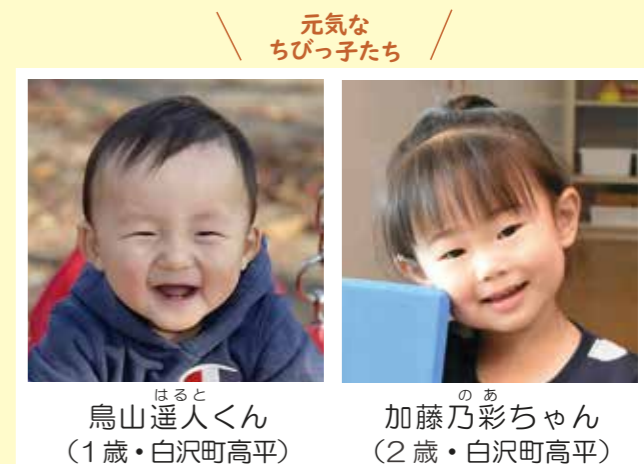 元気な
ちびっ子たち
はると
鳥山遥人くん
（1歳・白沢町高平）
のあ
加藤乃彩ちゃん
（2歳・白沢町高平）